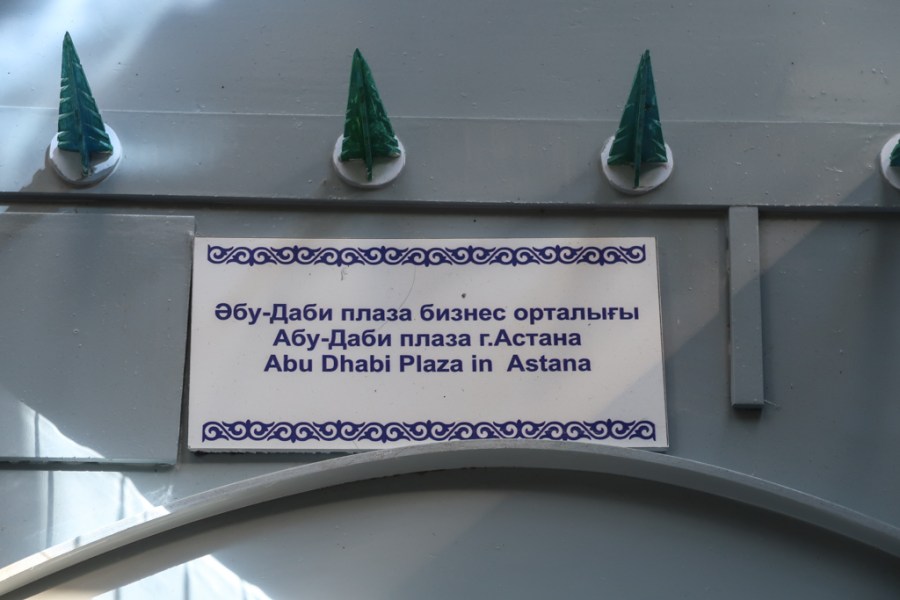 Әбу-Даби плаза бизнес орталығы
Абу-Даби плаза г.Астана
Abu Dhabi Plaza in Astana